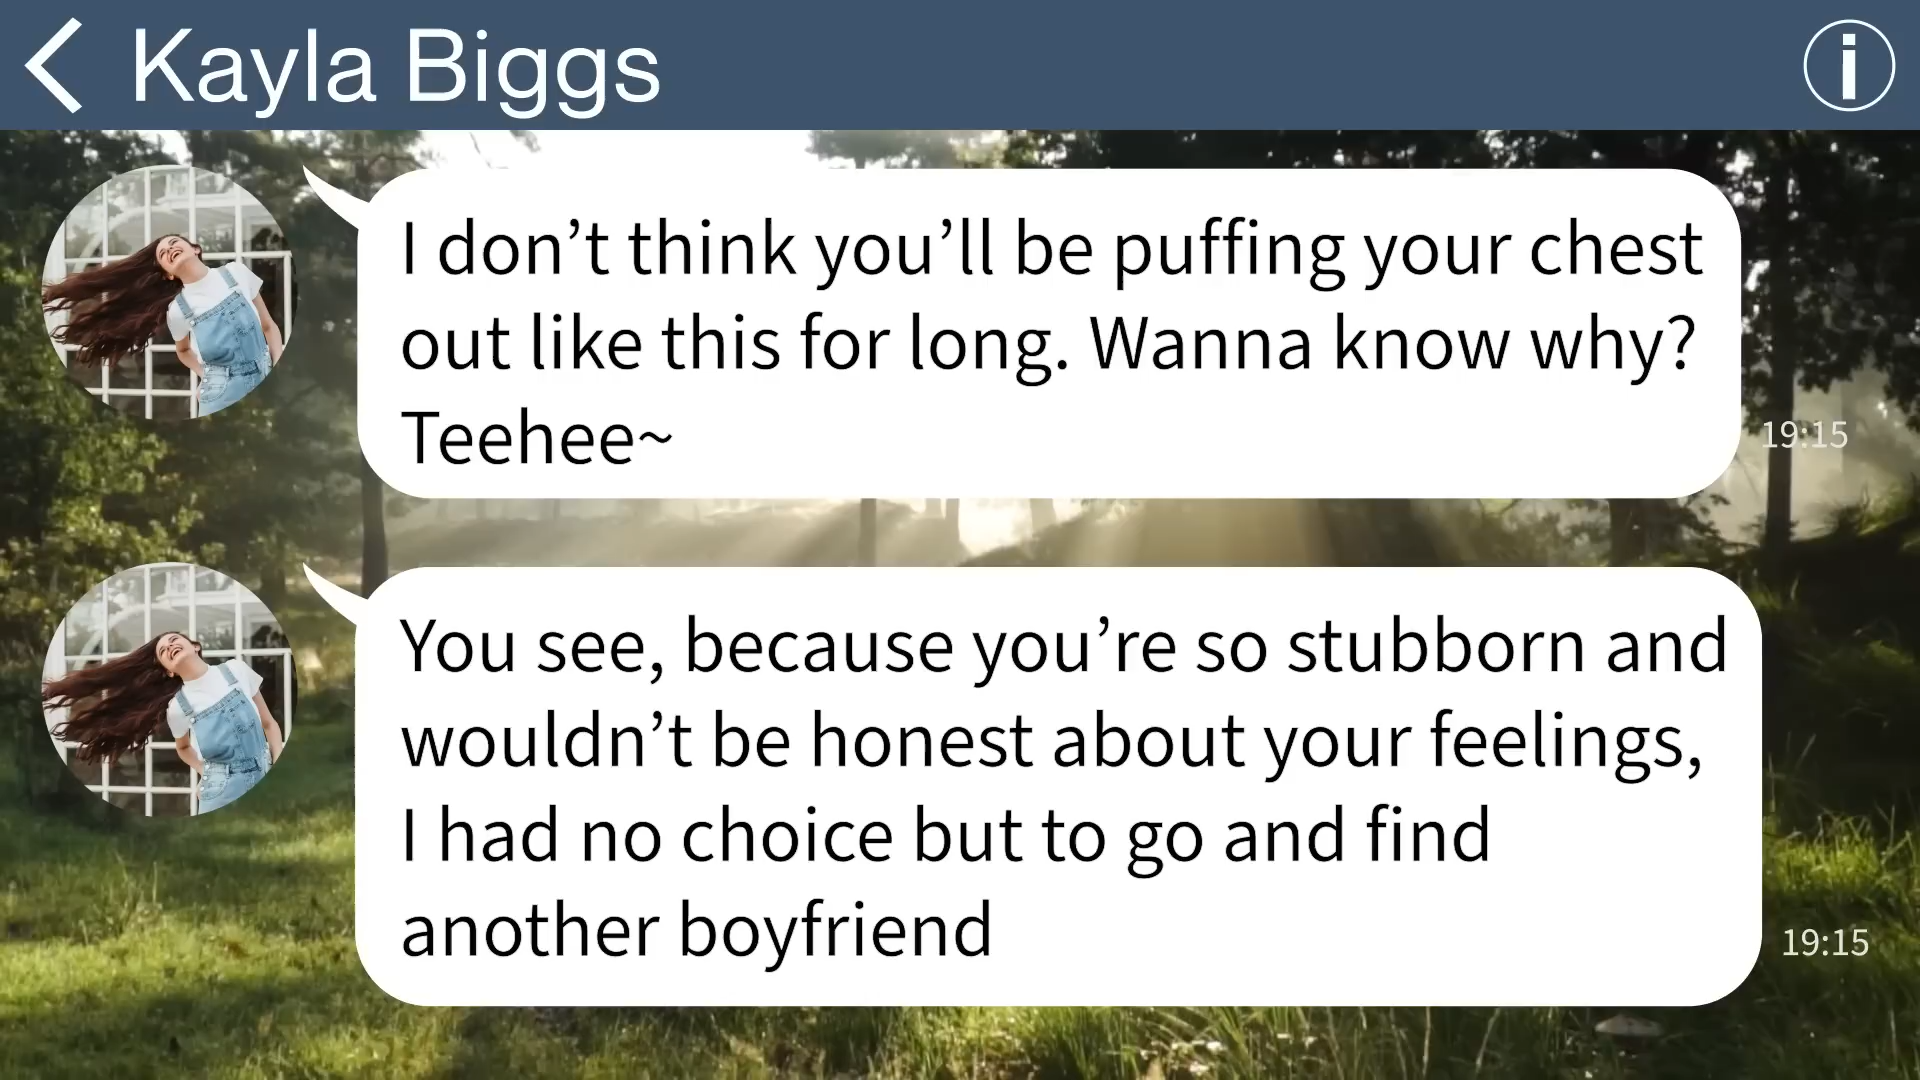 Kayla Biggs
I don’t think you’ll be puffing your chest
out like this for long. Wanna know why?
Teehee~
19:15
You see, because you’re so stubborn and
wouldn’t be honest about your feelings,
I had no choice but to go and find
another boyfriend
19:15